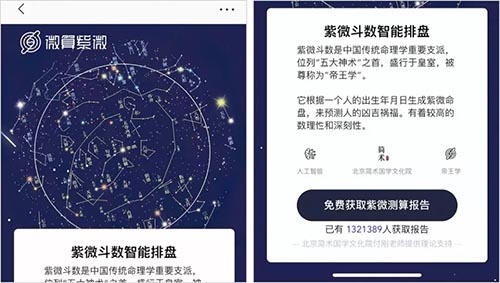 微算紫微
紫微斗数智能排盘
紫微斗数是中国传统命理学重要支派，
位列“五大神术”之首，盛行于皇室，被
紫微斗数智能排盘
紫微斗数是中国传统命理学重要支派，
位列“五大神术”之首，盛行于皇室，被
尊称为“帝王学”。
它根据一个人的出生年月日生成紫微命
盘，来预测人的凶吉祸福。有着较高的
数理性和深刻性。
简术
人工智能
北京简术国学文化院
帝王学
免费获取紫微测算报告
已有 1321389人获取报告
北京简术国学文化院付刚老师提供理论支持